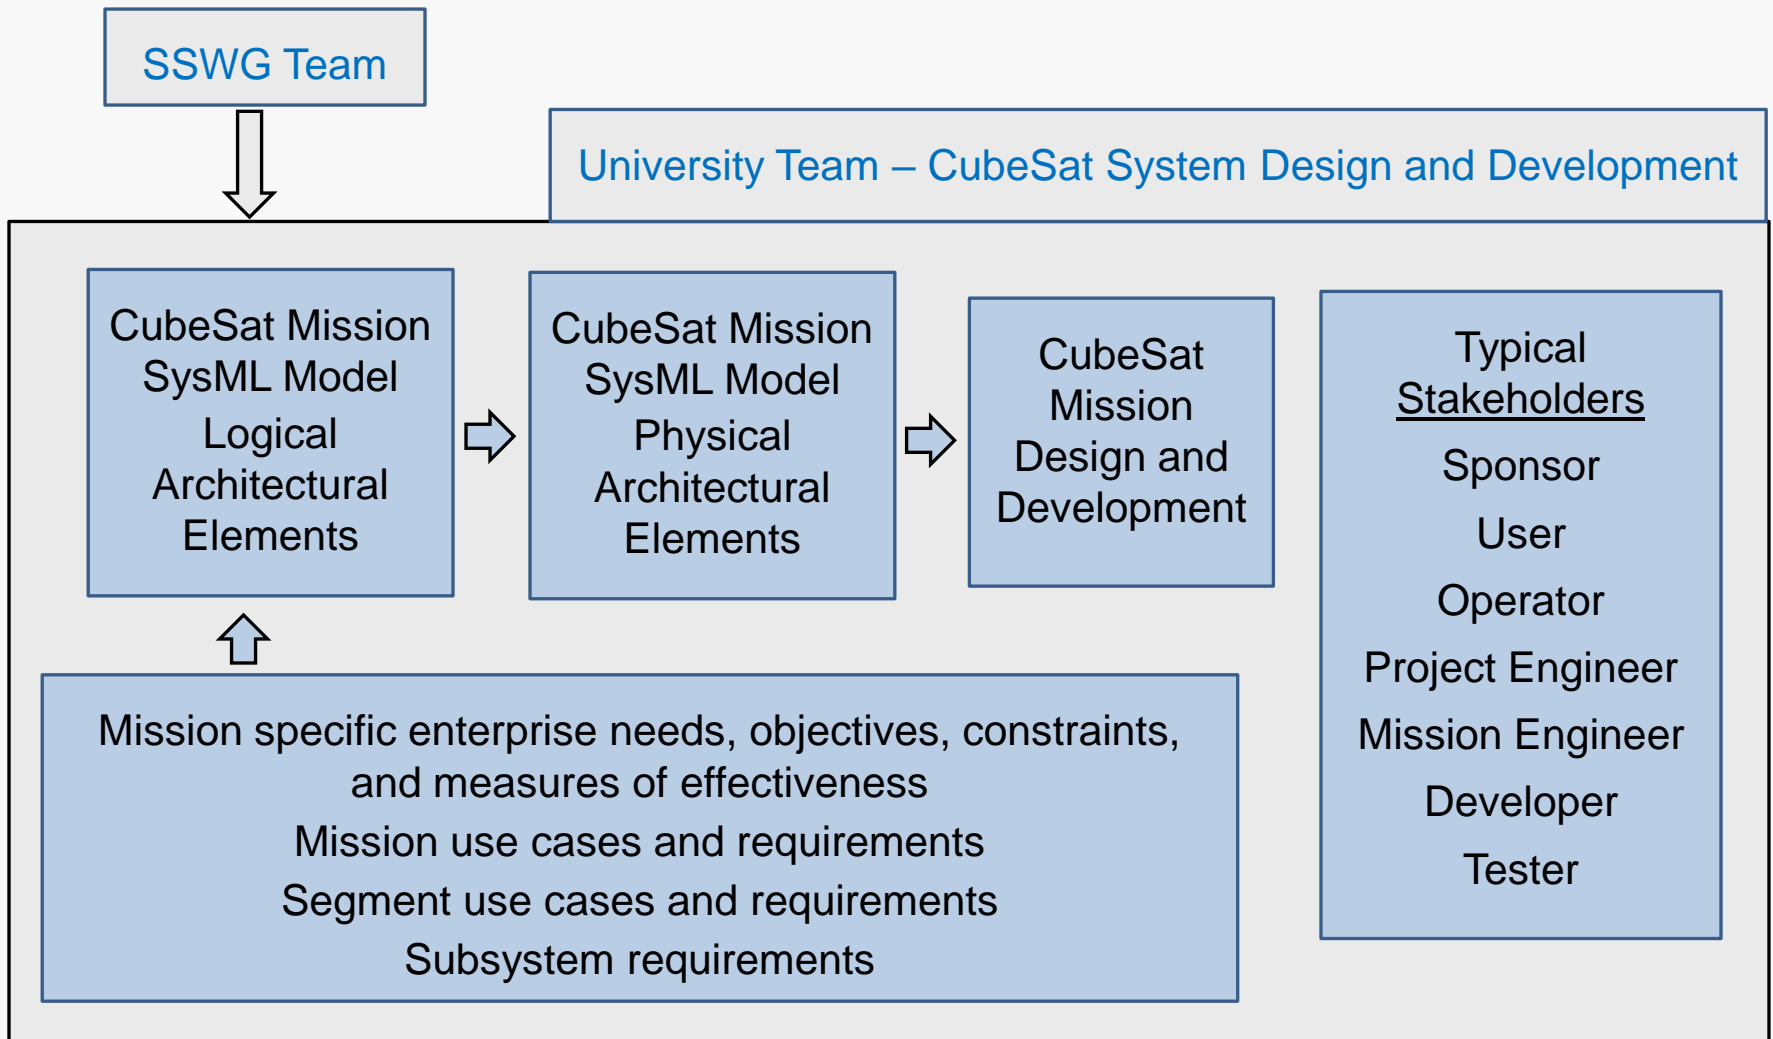 SSWG Team
University Team – CubeSat System Design and Development
CubeSat Mission
SysML Model
Logical
Architectural
Elements
CubeSat Mission
SysML Model
Physical
Architectural
Elements
CubeSat
Mission
Design and
Development
Typical
Stakeholders
Sponsor
User
Operator
Project Engineer
Mission Engineer
Developer
Tester
Mission specific enterprise needs, objectives, constraints,
and measures of effectiveness
Mission use cases and requirements
Segment use cases and requirements
Subsystem requirements